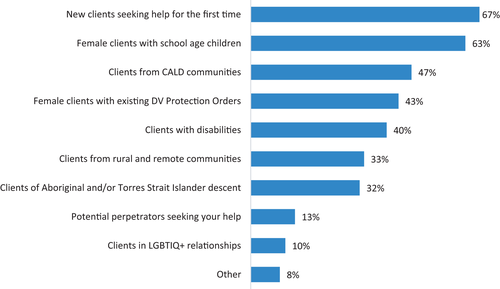 New clients seeking help for the first time 67%
Female clients with school age children 63%
Clients from CALD communities 47%
Female clients with existing DV Protection Orders 43%
Clients with disabilities 40%
Clients from rural and remote communities 33%
Clients of Aboriginal and/or Torres Strait Islander descent 32%
Potential perpetrators seeking your help 13%
Clients in LGBTIQ+ relationships 10%
Other 8%